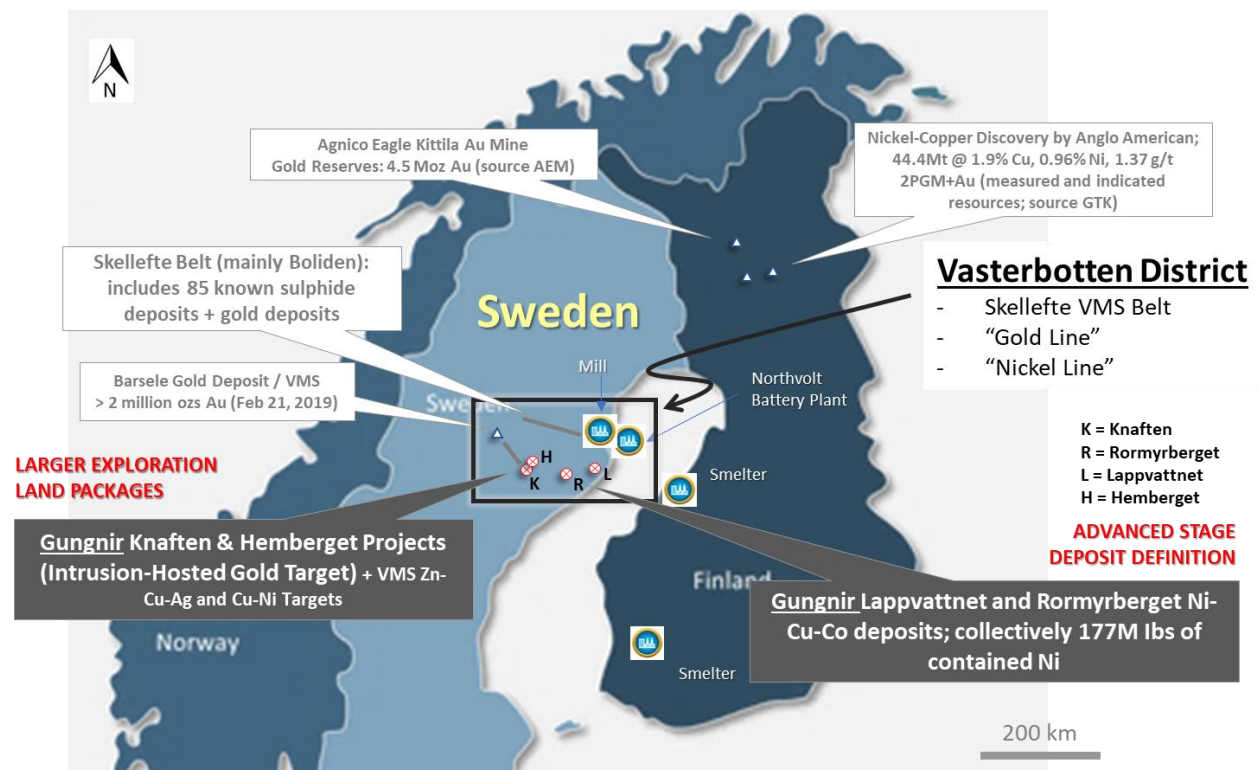 N
Agnico Eagle Kittila Au Mine
Gold Reserves: 4.5 Moz Au (source AEM)
Nickel-Copper Discovery by Anglo American;
44.4Mt @ 1.9% Cu, 0.96% Ni, 1.37 g/t
2PGM+Au (measured and indicated
resources; source GTK)
Skellefte Belt (mainly Boliden):
includes 85 known sulphide
deposits + gold deposits
Vasterbotten District
- Skellefte VMS Belt
- “Gold Line”
- “Nickel Line”
Sweden
Barsele Gold Deposit / VMS
> 2 million ozs Au (Feb 21, 2019)
Sweden
Mill
Northvolt
Battery Plant
K = Knaften
R = Rormyrberget
L = Lappvattnet
H = Hemberget
LARGER EXPLORATION
LAND PACKAGES
H
K
R
L
Smelter
ADVANCED STAGE
DEPOSIT DEFINITION
Gungnir Knaften & Hemberget Projects
(Intrusion-Hosted Gold Target) + VMS Zn-
Cu-Ag and Cu-Ni Targets
Finland
Gungnir Lappvattnet and Rormyrberget Ni-
Cu-Co deposits; collectively 177M Ibs of
contained Ni
Norway
Smelter
200 km